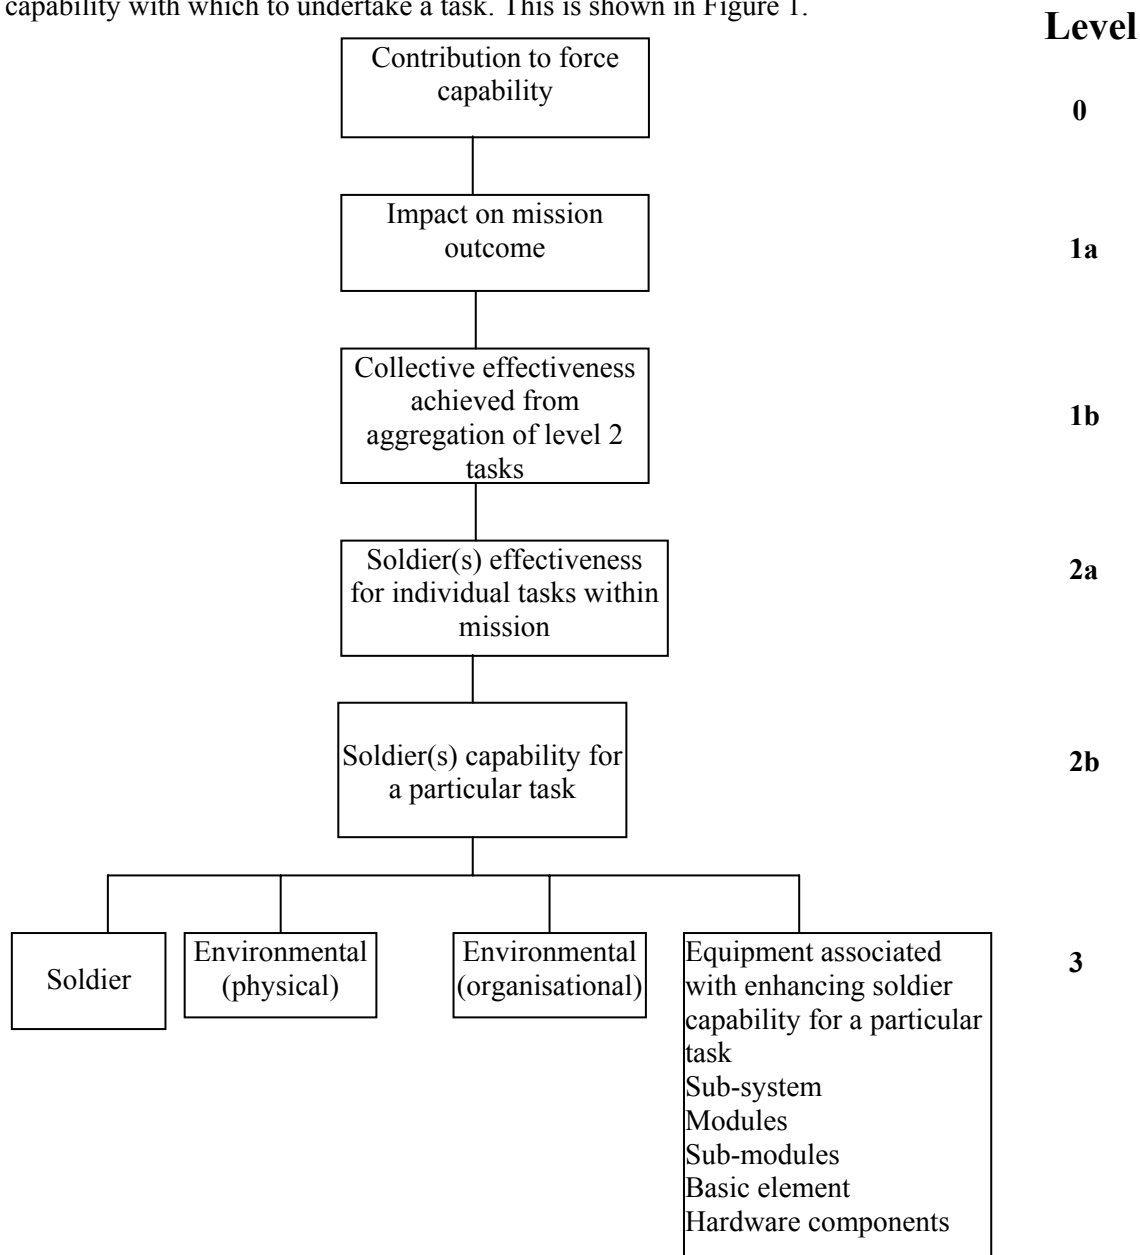 capability with which to undertake a task. This is shown in Figure 1.
Level
Contribution to force
capability
0
Impact on mission
outcome
1a
Collective effectiveness
achieved from
aggregation of level 2
tasks
1b
Soldier(s) effectiveness
for individual tasks within
mission
2a
Soldier(s) capability for
a particular task
2b
Soldier
Environmental
(physical)
Environmental
(organisational)
Equipment associated
with enhancing soldier
capability for a particular
task
Sub-system
Modules
Sub-modules
Basic element
Hardware components
3